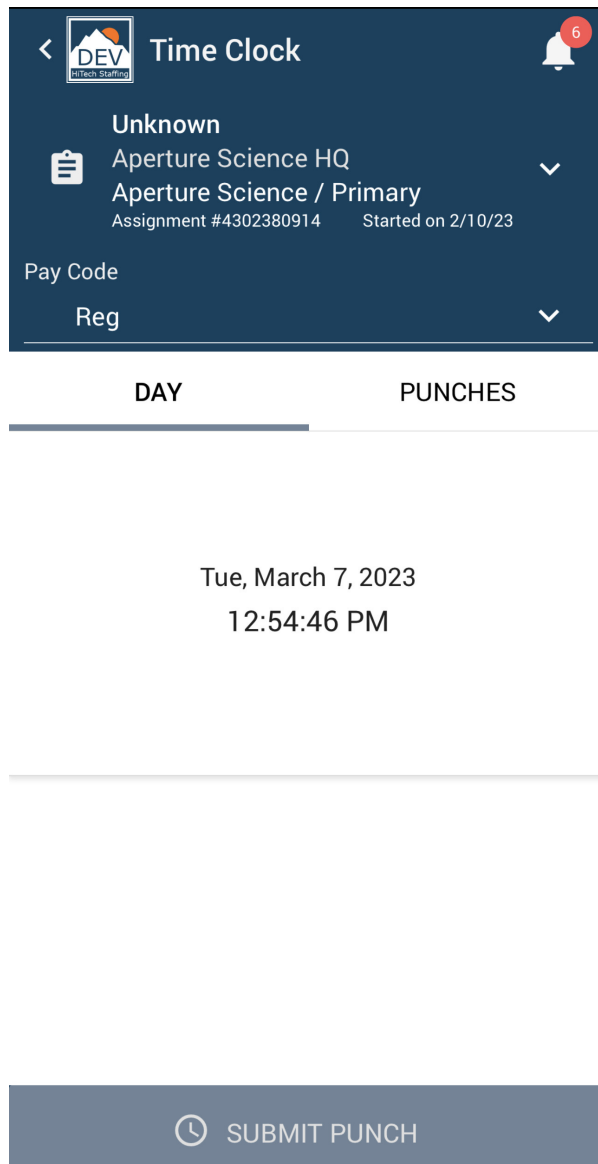 DEV
HiTech Staffing
Time Clock
6
Unknown
Aperture Science HQ
Aperture Science / Primary
Assignment #4302380914 Started on 2/10/23
Pay Code
Reg
DAY PUNCHES
Tue, March 7, 2023
12:54:46 PM
SUBMIT PUNCH